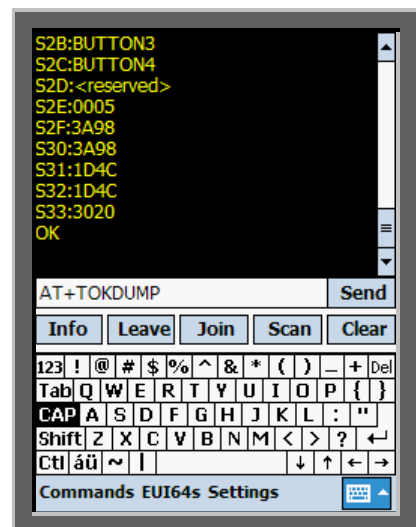 S2B:BUTTON3
S2C:BUTTON4
S2D:<reserved>
S2E:0005
S2F:3A98
S30:3A98
S31:1D4C
S32:1D4C
S33:3020
OK
AT+TOKDUMP Send
Info Leave Join Scan Clear
123 ! @ # $ % ^ & * ( ) _ + Del
Tab Q W E R T Y U I O P { }
CAP A S D F G H J K L : "
Shift Z X C V B N M < > ? ↵
Ctl áü ~ | ↓ ↑ ← →
Commands EUI64s Settings